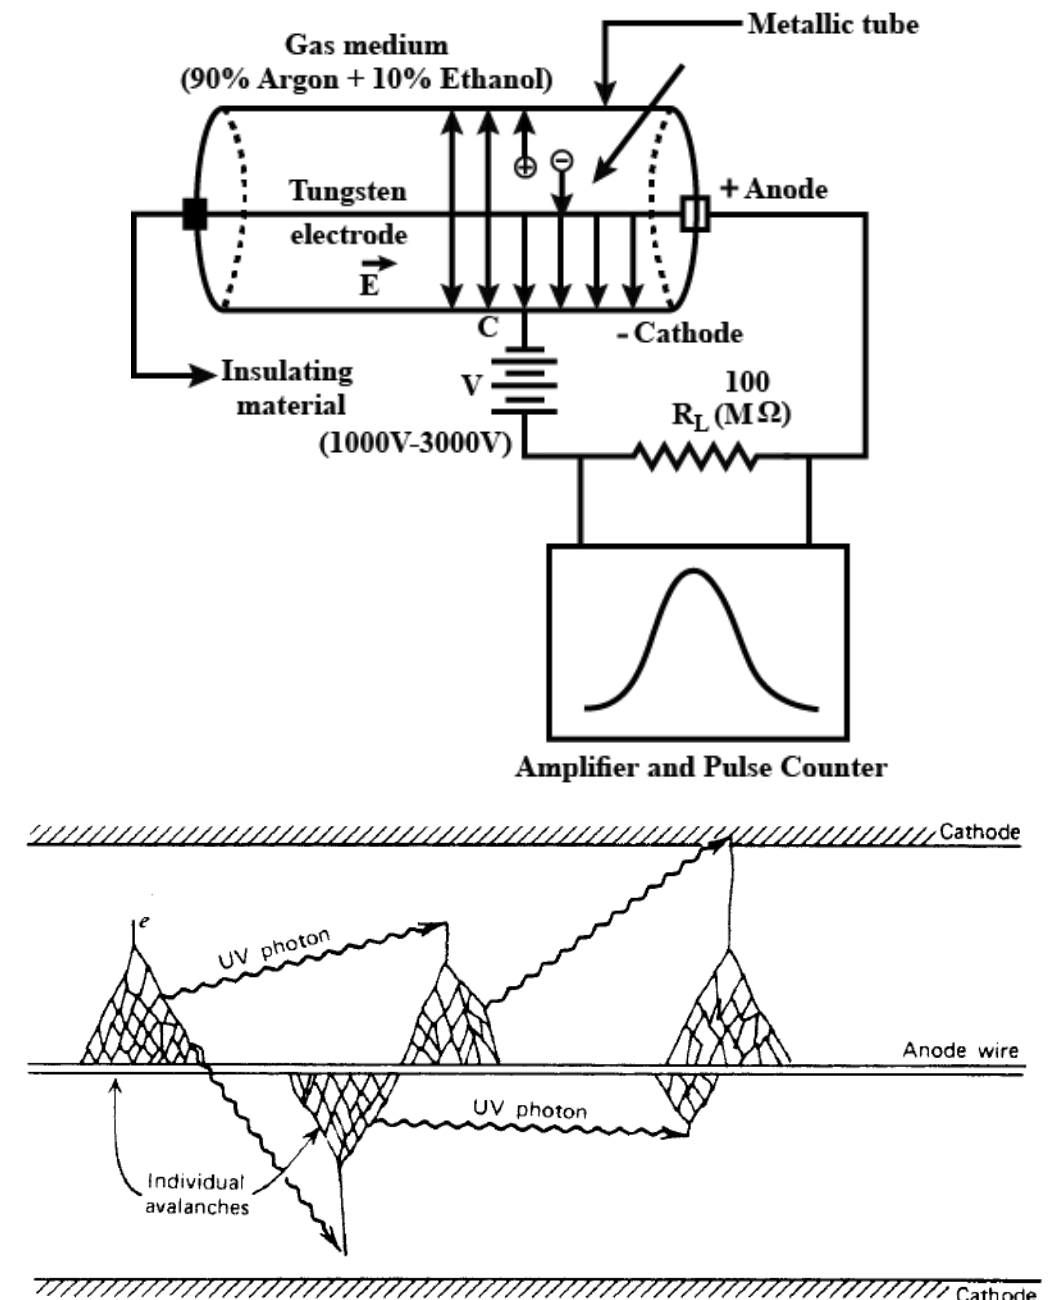 Metallic tube
Gas medium
(90% Argon + 10% Ethanol)
+
−
Tungsten
electrode
E
+ Anode
C
- Cathode
Insulating
material
V
(1000V-3000V)
100
R_L (MΩ)
Amplifier and Pulse Counter
Cathode
e
UV photon
Anode wire
UV photon
Individual
avalanches
Cathode